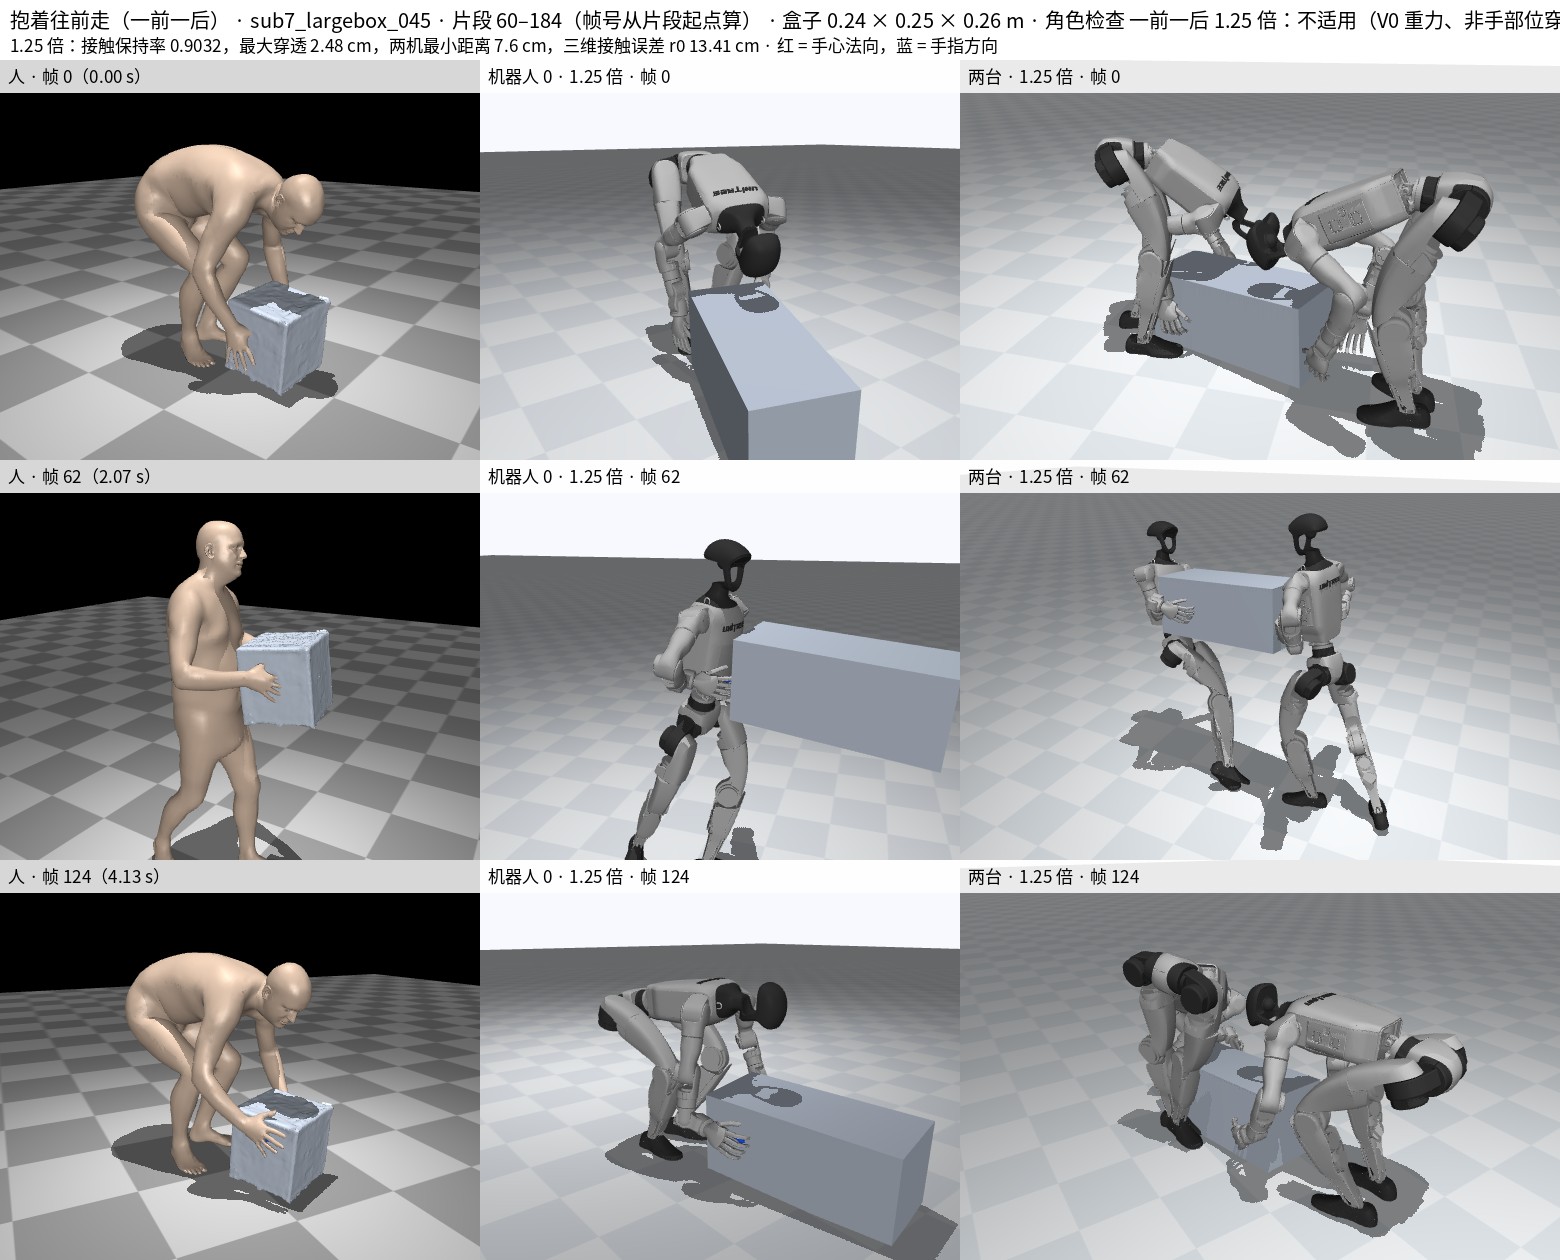 抱着往前走（一前一后） · sub7_largebox_045 · 片段 60–184（帧号从片段起点算） · 盒子 0.24 × 0.25 × 0.26 m · 角色检查 一前一后 1.25 倍：不适用（V0 重力、非手部位穿
1.25 倍：接触保持率 0.9032，最大穿透 2.48 cm，两机最小距离 7.6 cm，三维接触误差 r0 13.41 cm · 红 = 手心法向，蓝 = 手指方向
人 · 帧 0（0.00 s）
机器人 0 · 1.25 倍 · 帧 0
两台 · 1.25 倍 · 帧 0
人 · 帧 62（2.07 s）
机器人 0 · 1.25 倍 · 帧 62
两台 · 1.25 倍 · 帧 62
人 · 帧 124（4.13 s）
机器人 0 · 1.25 倍 · 帧 124
两台 · 1.25 倍 · 帧 124